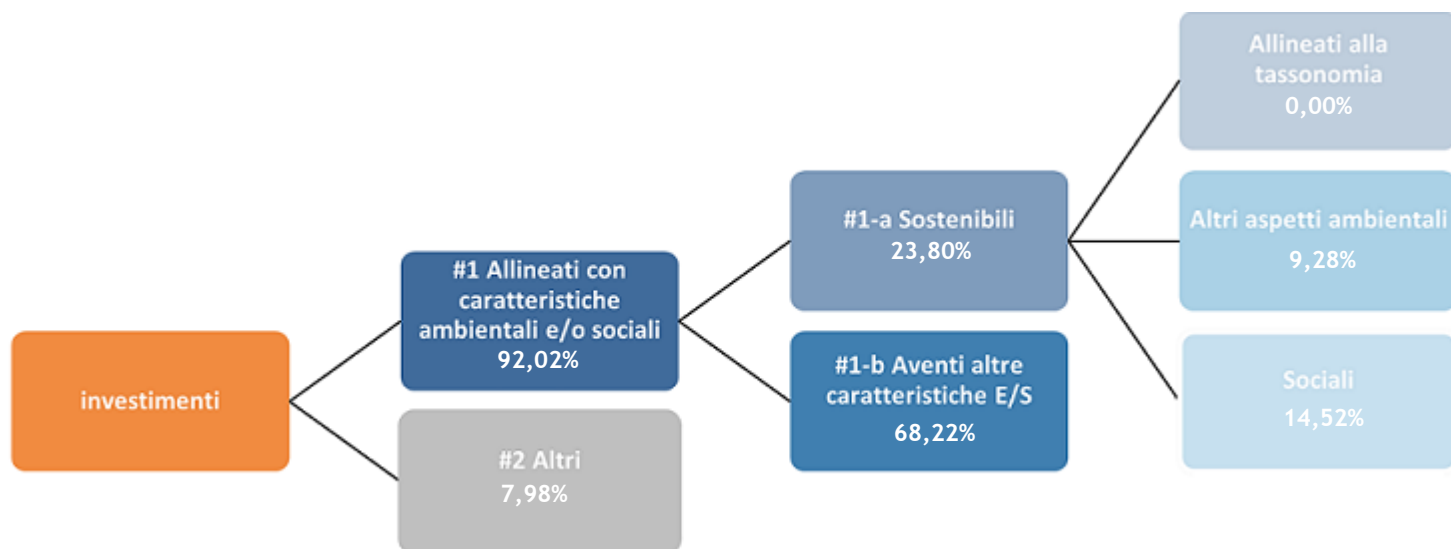 investimenti
#1 Allineati con
caratteristiche
ambientali e/o sociali
92,02%
#2 Altri
7,98%
#1-a Sostenibili
23,80%
#1-b Aventi altre
caratteristiche E/S
68,22%
Allineati alla
tassonomia
0,00%
Altri aspetti ambientali
9,28%
Sociali
14,52%